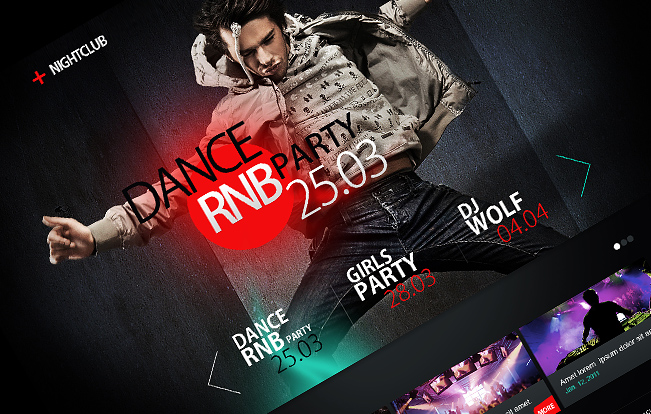 + NIGHTCLUB
DANCE
RNB PARTY
25.03
DJ
WOLF
04.04
GIRLS
PARTY
28.03
DANCE
RNB PARTY
25.03
Amet lorem ipsum dolor sit a
sit amet
MORE